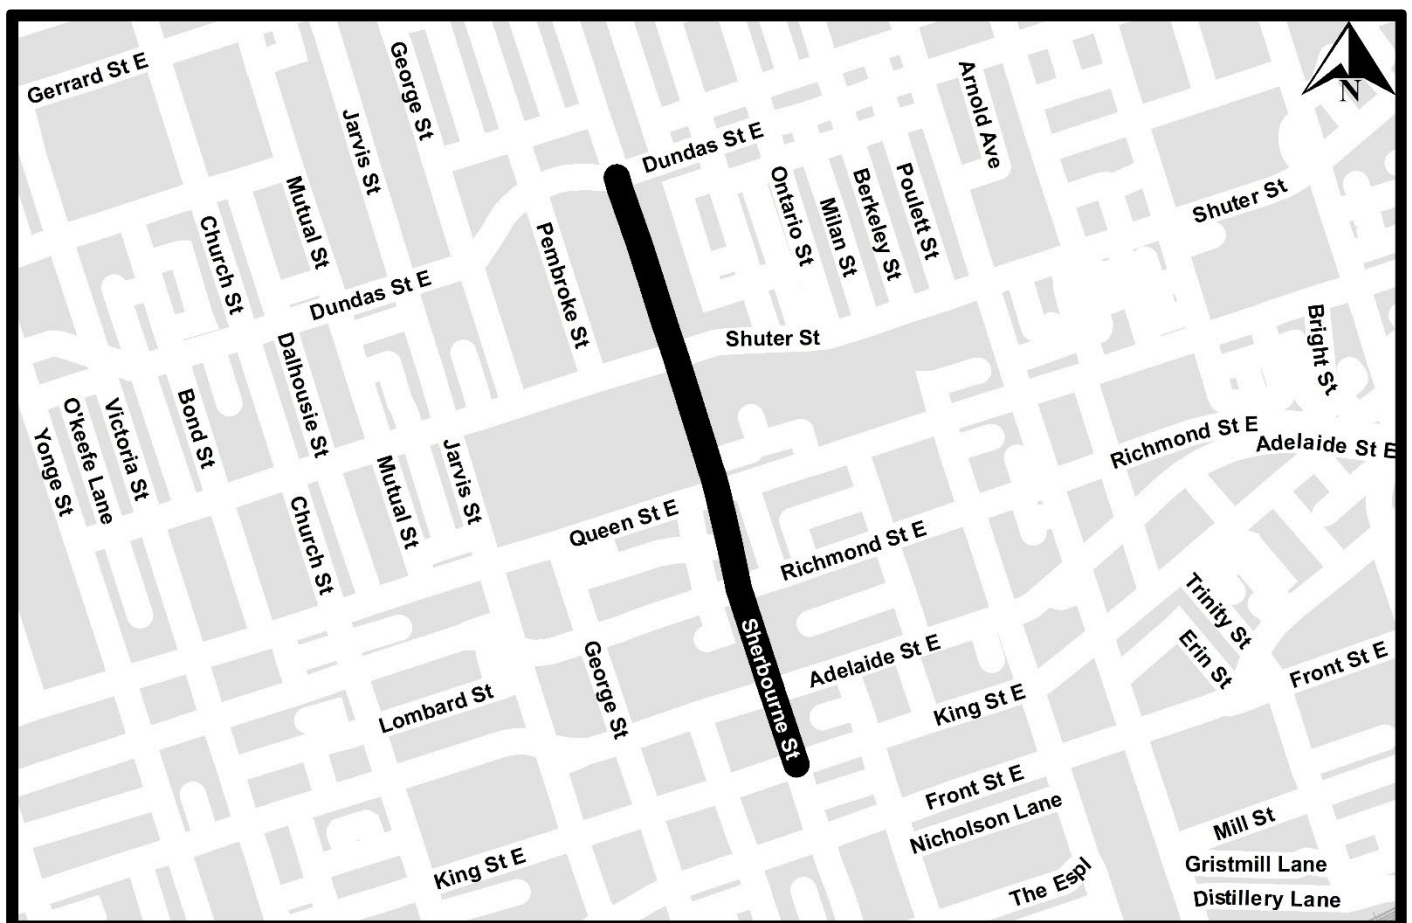 Gerrard St E
George St
Jarvis St
Arnold Ave
N
Dundas St E
Mutual St
Church St
Pembroke St
Ontario St
Milan St
Berkeley St
Poulett St
Shuter St
Dundas St E
Shuter St
Bright St
Dalhousie St
Bond St
Victoria St
O'keefe Lane
Yonge St
Church St
Mutual St
Jarvis St
Queen St E
Richmond St E
Richmond St E
Adelaide St E
Trinity St
Erin St
Front St E
George St
Sherbourne St
Adelaide St E
Lombard St
King St E
Front St E
Nicholson Lane
King St E
The Espl
Mill St
Gristmill Lane
Distillery Lane